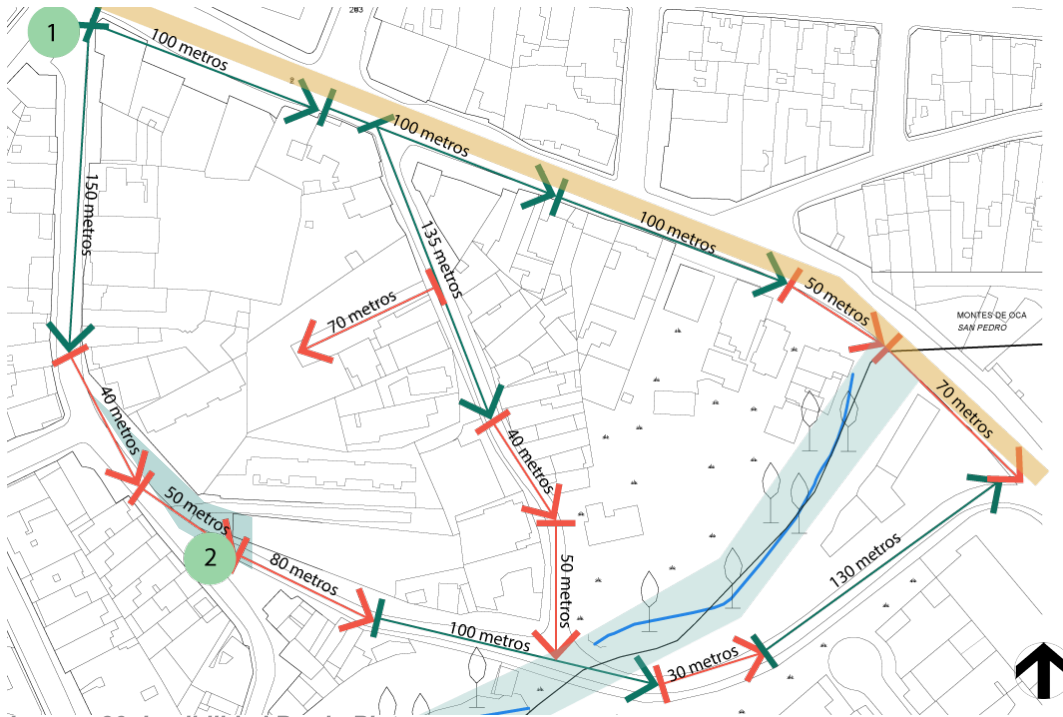 203
1
100 metros
100 metros
150 metros
135 metros
100 metros
70 metros
50 metros
MONTES DE OCA
SAN PEDRO
70 metros
40 metros
40 metros
50 metros
2
80 metros
50 metros
130 metros
100 metros
30 metros